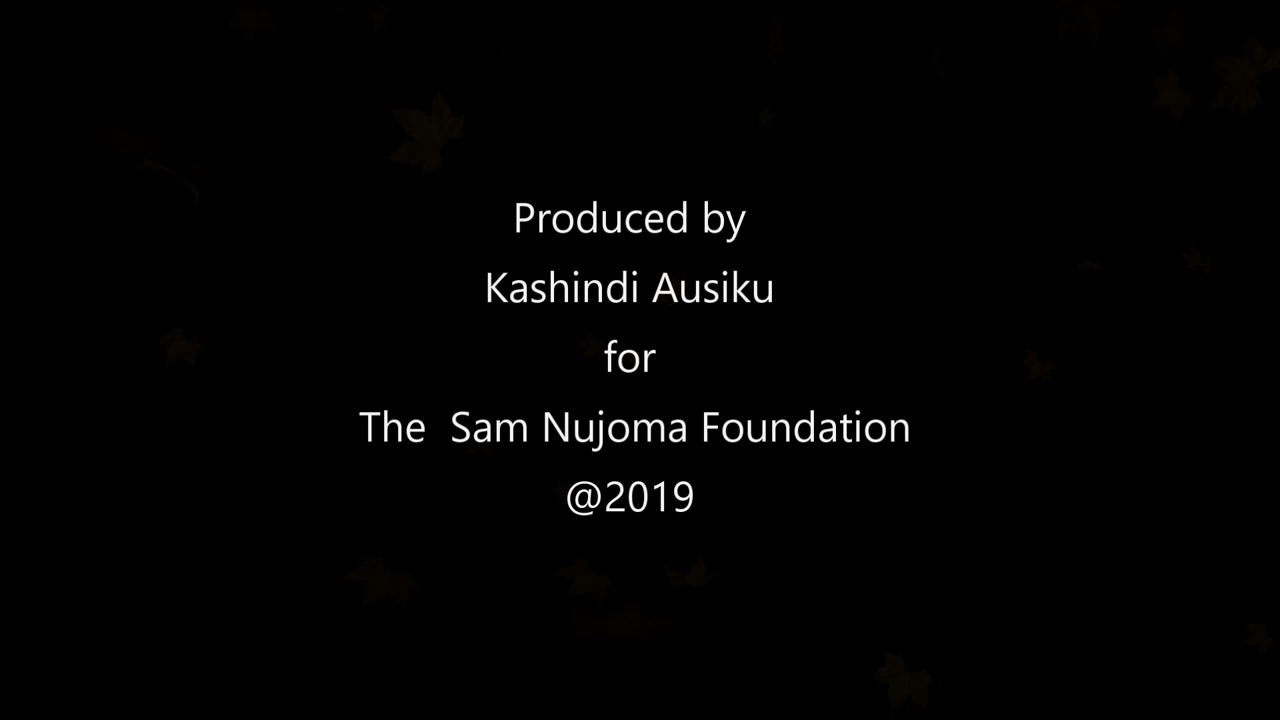 Produced by
Kashindi Ausiku
for
The  Sam Nujoma Foundation
@2019